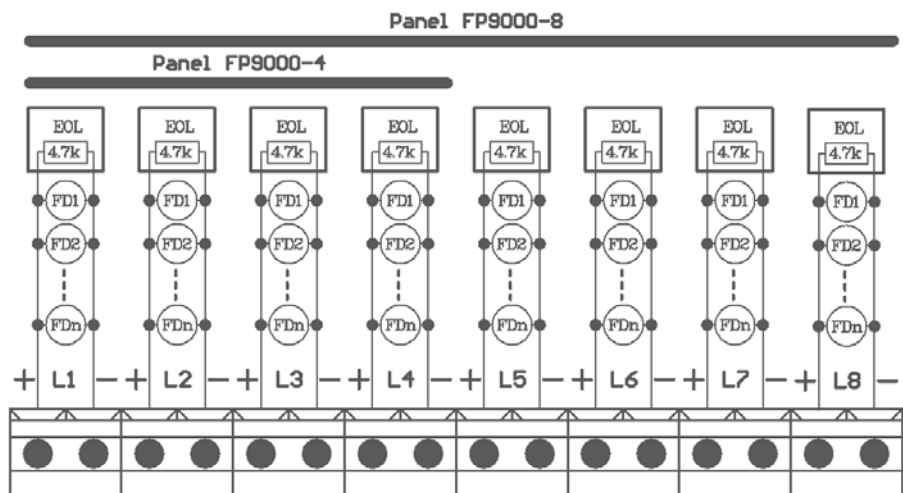 Panel FP9000-8
Panel FP9000-4
EOL EOL EOL EOL EOL EOL EOL EOL
4.7k 4.7k 4.7k 4.7k 4.7k 4.7k 4.7k 4.7k
FD1 FD1 FD1 FD1 FD1 FD1 FD1 FD1
FD2 FD2 FD2 FD2 FD2 FD2 FD2 FD2
FDn FDn FDn FDn FDn FDn FDn FDn
+ L1 - + L2 - + L3 - + L4 - + L5 - + L6 - + L7 - + L8 -